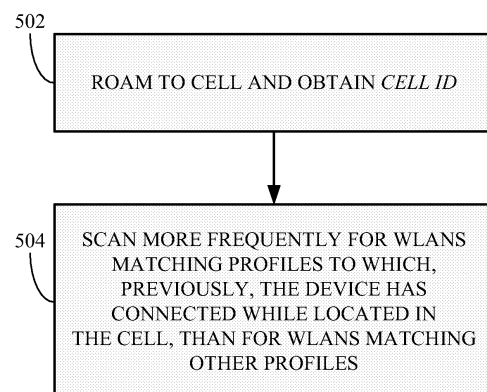 502
ROAM TO CELL AND OBTAIN CELL ID
504
SCAN MORE FREQUENTLY FOR WLANS
MATCHING PROFILES TO WHICH,
PREVIOUSLY, THE DEVICE HAS
CONNECTED WHILE LOCATED IN
THE CELL, THAN FOR WLANS MATCHING
OTHER PROFILES